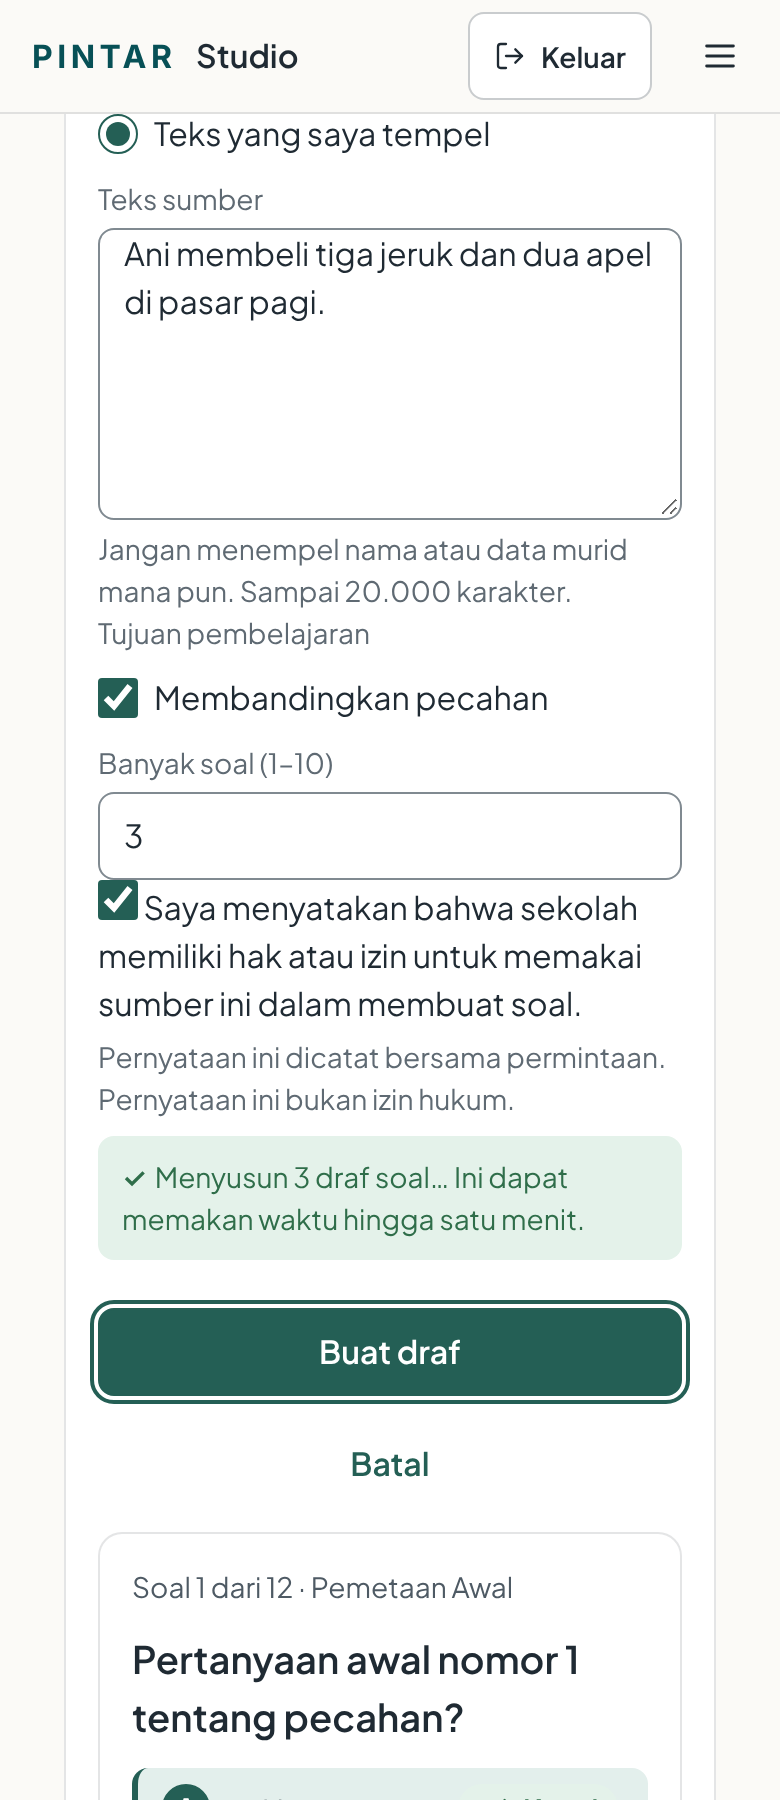 PINTAR Studio
Keluar
Teks yang saya tempel
Teks sumber
Ani membeli tiga jeruk dan dua apel
di pasar pagi.
Jangan menempel nama atau data murid
mana pun. Sampai 20.000 karakter.
Tujuan pembelajaran
Membandingkan pecahan
Banyak soal (1–10)
3
Saya menyatakan bahwa sekolah
memiliki hak atau izin untuk memakai
sumber ini dalam membuat soal.
Pernyataan ini dicatat bersama permintaan.
Pernyataan ini bukan izin hukum.
✓ Menyusun 3 draf soal… Ini dapat
memakan waktu hingga satu menit.
Buat draf
Batal
Soal 1 dari 12 · Pemetaan Awal
Pertanyaan awal nomor 1
tentang pecahan?